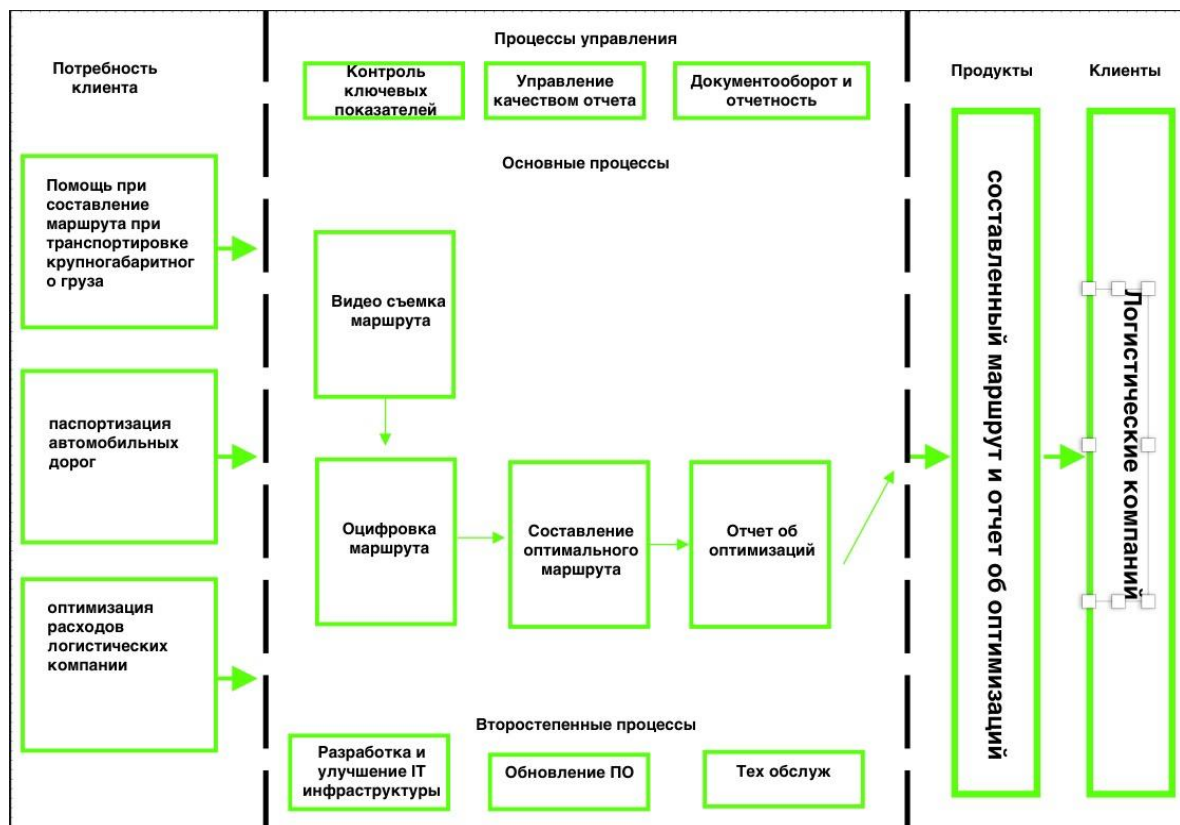 Потребность
клиента
Помощь при
составление
маршрута при
транспортировке
крупногабаритног
о груза
паспортизация
автомобильных
дорог
оптимизация
расходов
логистических
компании
Процессы управления
Контроль
ключевых
показателей
Управление
качеством отчета
Документооборот и
отчетность
Основные процессы
Видео съемка
маршрута
Оцифровка
маршрута
Составление
оптимального
маршрута
Отчет об
оптимизаций
Второстепенные процессы
Разработка и
улучшение IT
инфраструктуры
Обновление ПО
Тех обслуж
Продукты
составленный маршрут и отчет об оптимизаций
Клиенты
Логистические компаний